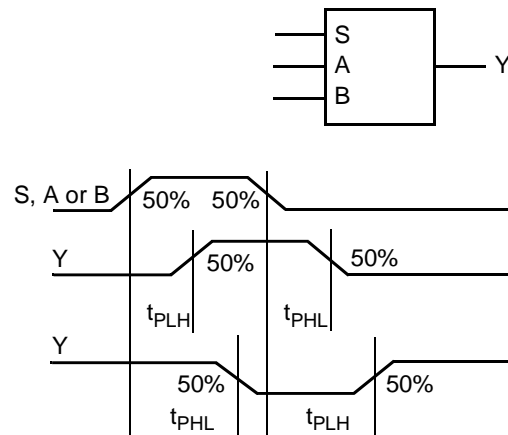 S
A
Y
B
S, A or B
50% 50%
Y
50% 50%
tPLH tPHL
Y
50% 50%
tPHL tPLH